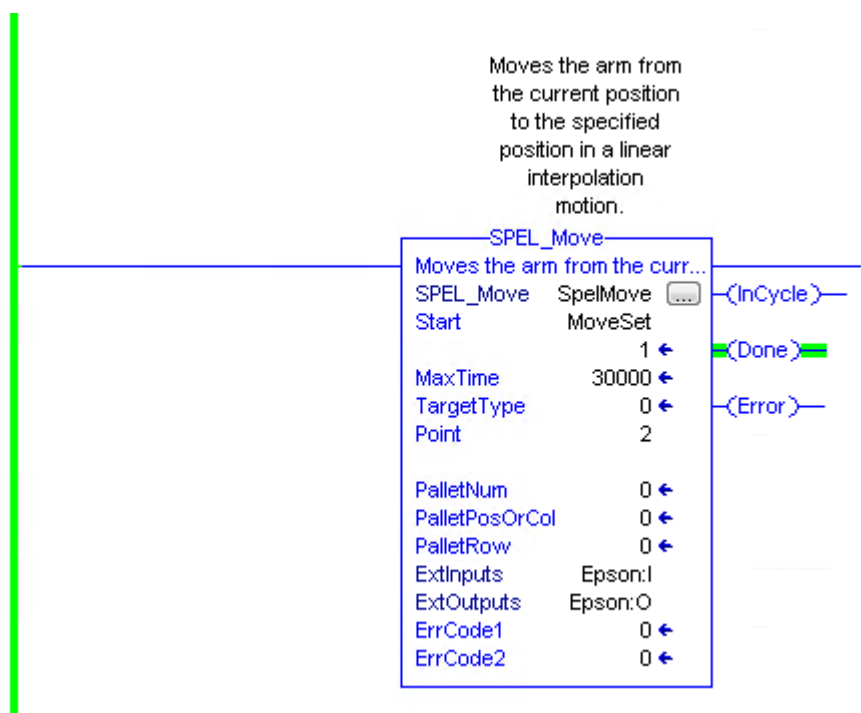 Moves the arm from
the current position
to the specified
position in a linear
interpolation
motion.
SPEL_Move
Moves the arm from the curr...
SPEL_Move SpelMove ... (InCycle)
Start MoveSet
1 ← (Done)
MaxTime 30000 ←
TargetType 0 ← (Error)
Point 2
PalletNum 0 ←
PalletPosOrCol 0 ←
PalletRow 0 ←
ExtInputs Epson:I
ExtOutputs Epson:O
ErrCode1 0 ←
ErrCode2 0 ←